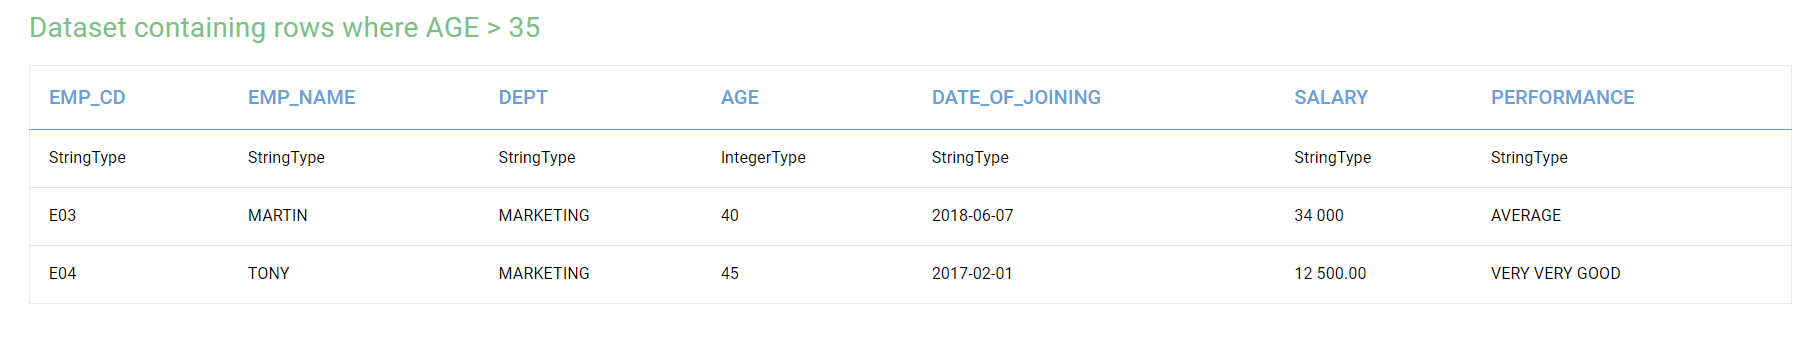 Dataset containing rows where AGE > 35
EMP_CD EMP_NAME DEPT AGE DATE_OF_JOINING SALARY PERFORMANCE
StringType StringType StringType IntegerType StringType StringType StringType
E03 MARTIN MARKETING 40 2018-06-07 34 000 AVERAGE
E04 TONY MARKETING 45 2017-02-01 12 500.00 VERY VERY GOOD